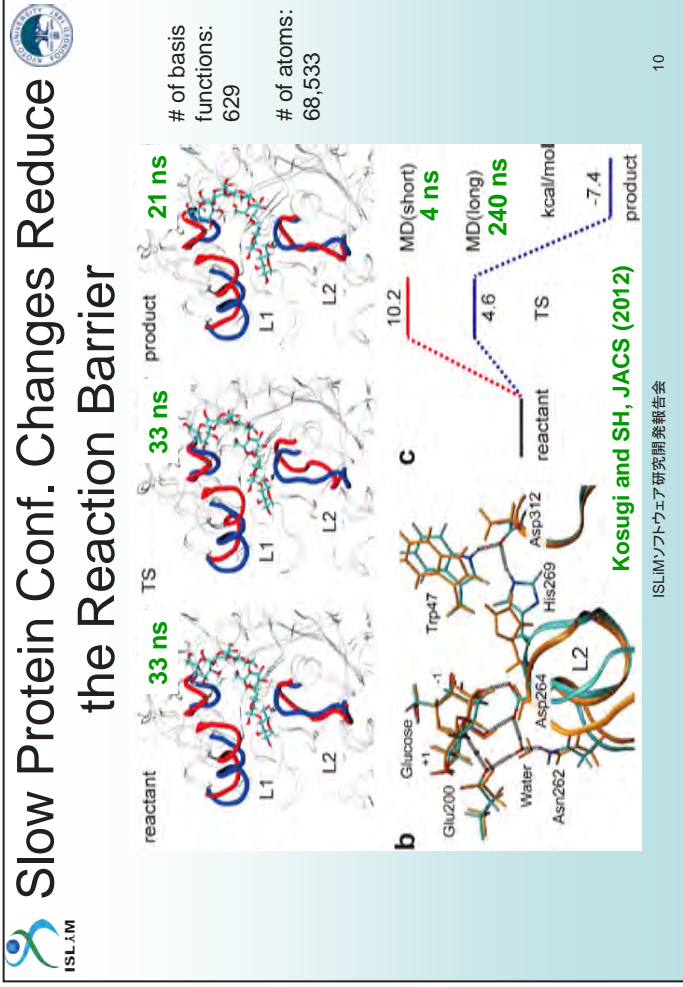 Slow Protein Conf. Changes Reduce
the Reaction Barrier
ISLiM
KYOTO UNIVERSITY
FOUNDED 1897
reactant
33 ns
TS
33 ns
product
21 ns
L1
L2
L1
L2
L1
L2
# of basis
functions:
629
# of atoms:
68,533
b
Glucose
+1
-1
Glu200
Water
Asn262
Asp264
L2
Trp47
His269
Asp312
c
10.2
MD(short)
4 ns
MD(long)
240 ns
4.6
TS
kcal/mol
-7.4
reactant
product
Kosugi and SH, JACS (2012)
ISLiMソフトウェア研究開発報告会
10